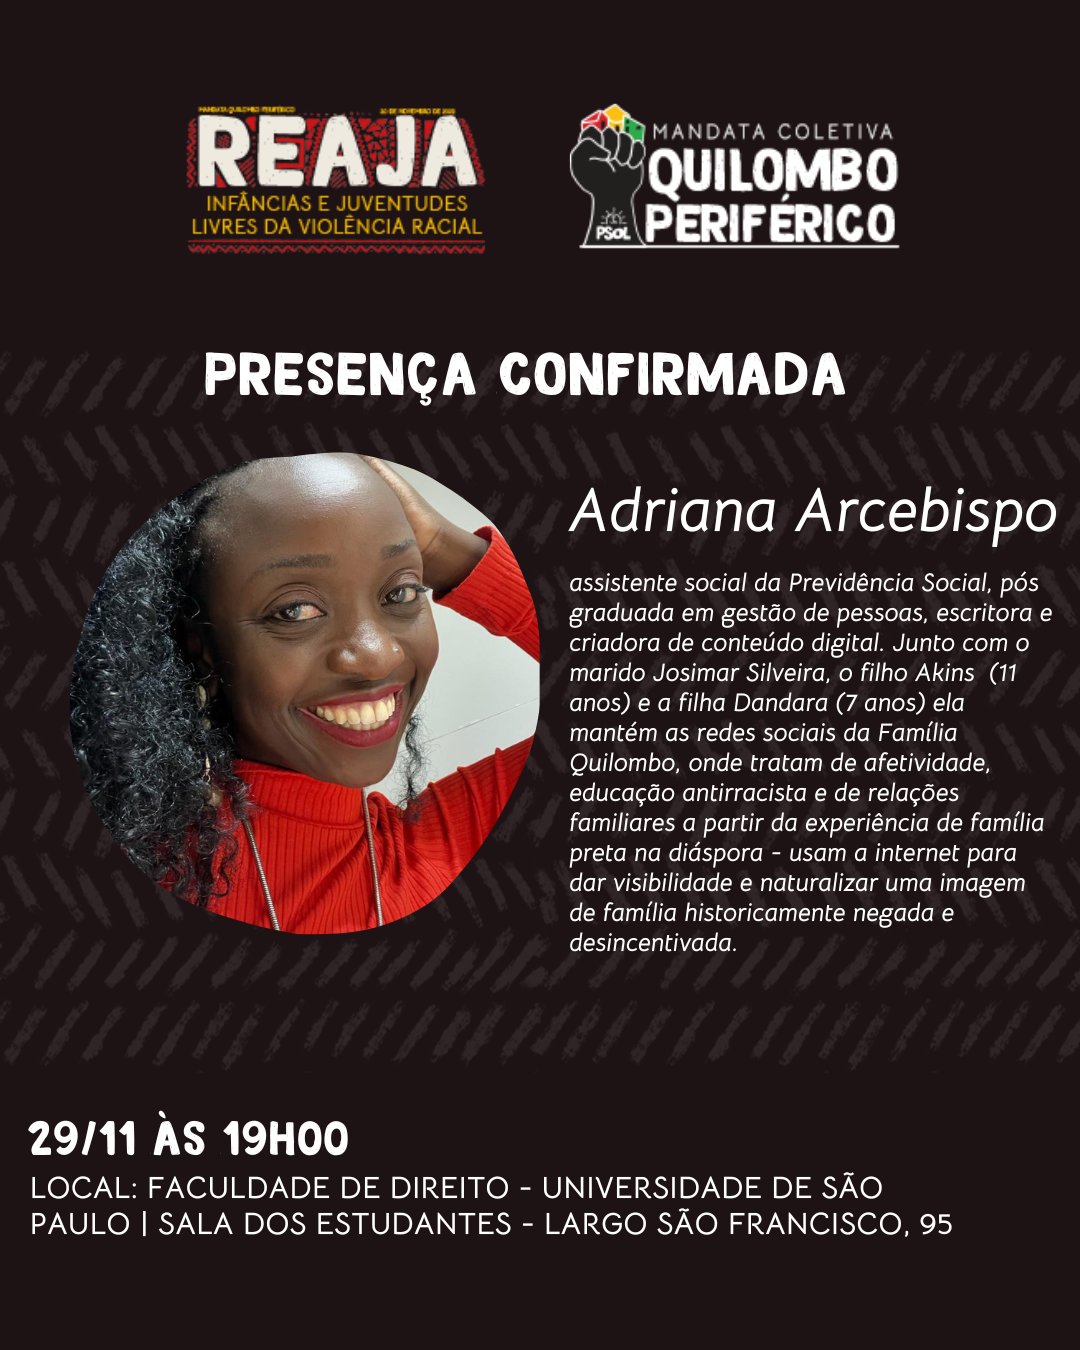 MANDATA QUILOMBO PERIFÉRICO
REAJA
INFÂNCIAS E JUVENTUDES
LIVRES DA VIOLÊNCIA RACIAL
MANDATA COLETIVA
QUILOMBO
PERIFÉRICO
PSOL
PRESENÇA CONFIRMADA
Adriana Arcebispo
assistente social da Previdência Social, pós
graduada em gestão de pessoas, escritora e
criadora de conteúdo digital. Junto com o
marido Josimar Silveira, o filho Akins (11
anos) e a filha Dandara (7 anos) ela
mantém as redes sociais da Família
Quilombo, onde tratam de afetividade,
educação antirracista e de relações
familiares a partir da experiência de família
preta na diáspora - usam a internet para
dar visibilidade e naturalizar uma imagem
de família historicamente negada e
desincentivada.
29/11 ÀS 19H00
LOCAL: FACULDADE DE DIREITO - UNIVERSIDADE DE SÃO
PAULO | SALA DOS ESTUDANTES - LARGO SÃO FRANCISCO, 95